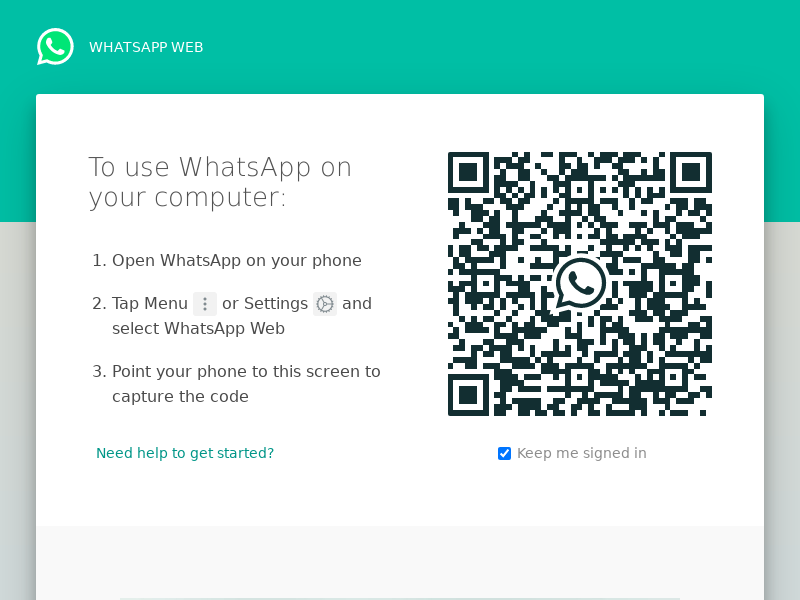 WHATSAPP WEB
To use WhatsApp on
your computer:
1. Open WhatsApp on your phone
2. Tap Menu or Settings and
select WhatsApp Web
3. Point your phone to this screen to
capture the code
Need help to get started?
Keep me signed in